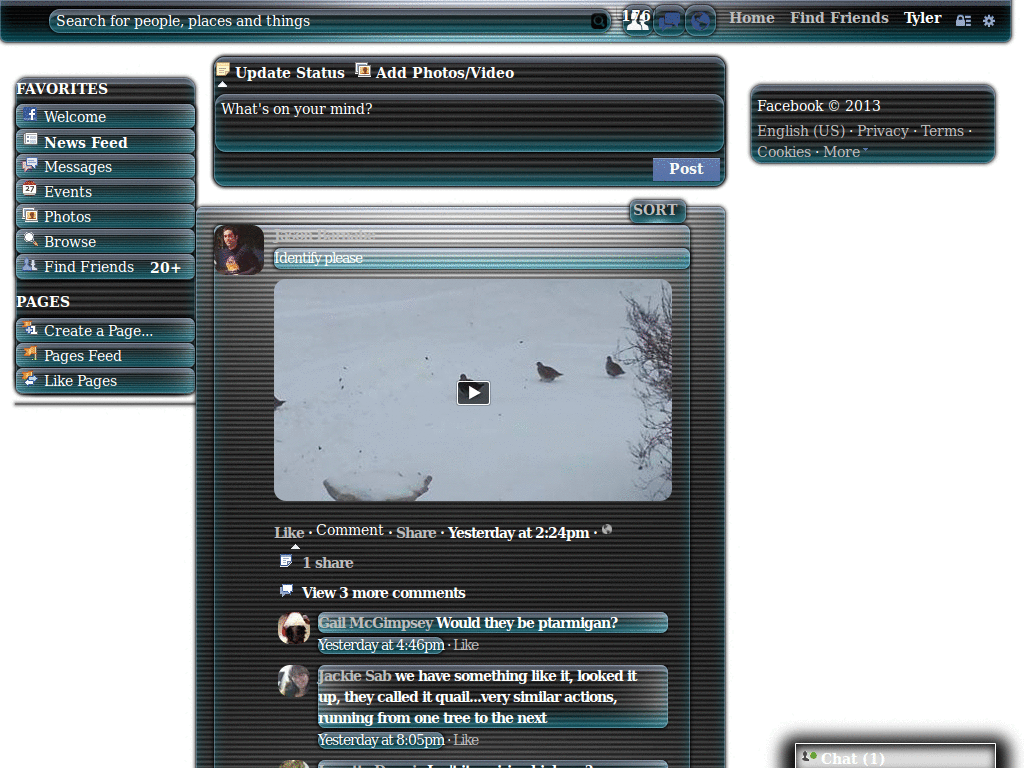 Search for people, places and things
176
Home Find Friends Tyler
FAVORITES
Welcome
News Feed
Messages
27
Events
Photos
Browse
Find Friends 20+
PAGES
Create a Page...
Pages Feed
Like Pages
Update Status Add Photos/Video
What's on your mind?
Post
SORT
Identify please
Like · Comment · Share · Yesterday at 2:24pm ·
1 share
View 3 more comments
Gail McGimpsey Would they be ptarmigan?
Yesterday at 4:46pm · Like
Jackie Sab we have something like it, looked it
up, they called it quail...very similar actions,
running from one tree to the next
Yesterday at 8:05pm · Like
Facebook © 2013
English (US) · Privacy · Terms ·
Cookies · More
Chat (1)